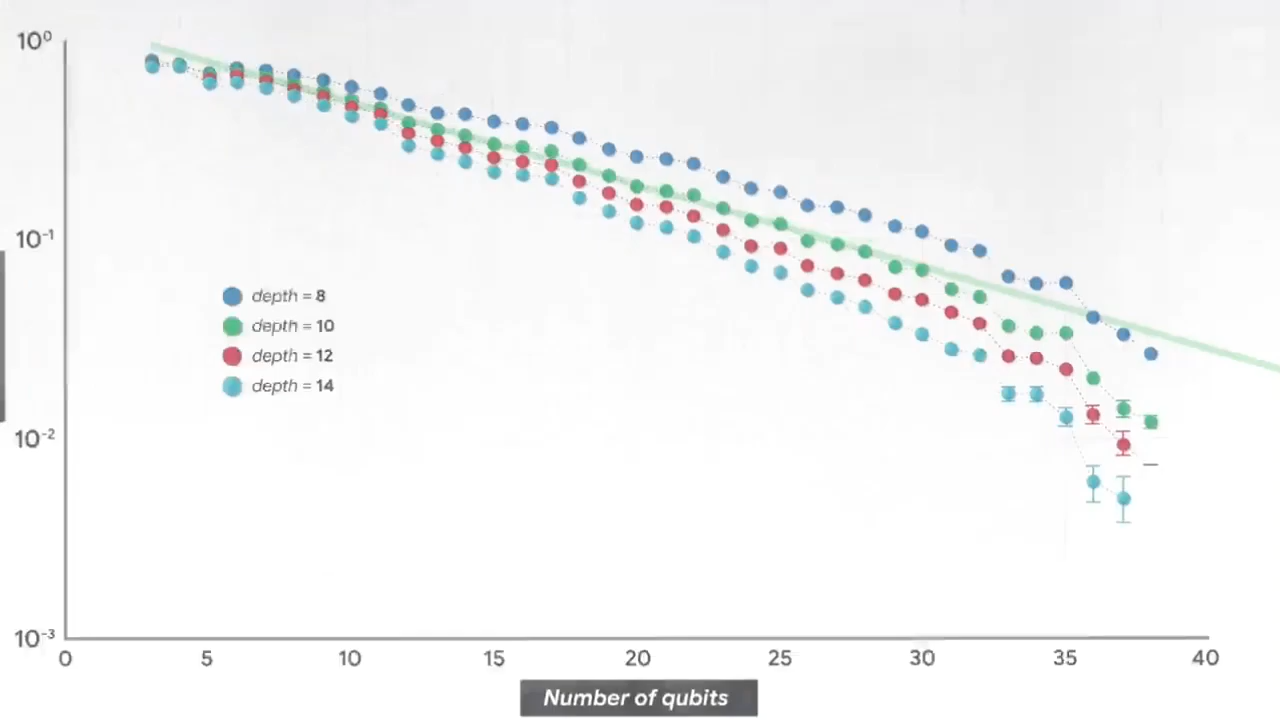 10⁰
10⁻¹
depth = 8
depth = 10
depth = 12
depth = 14
10⁻²
10⁻³
0 5 10 15 20 25 30 35 40
Number of qubits